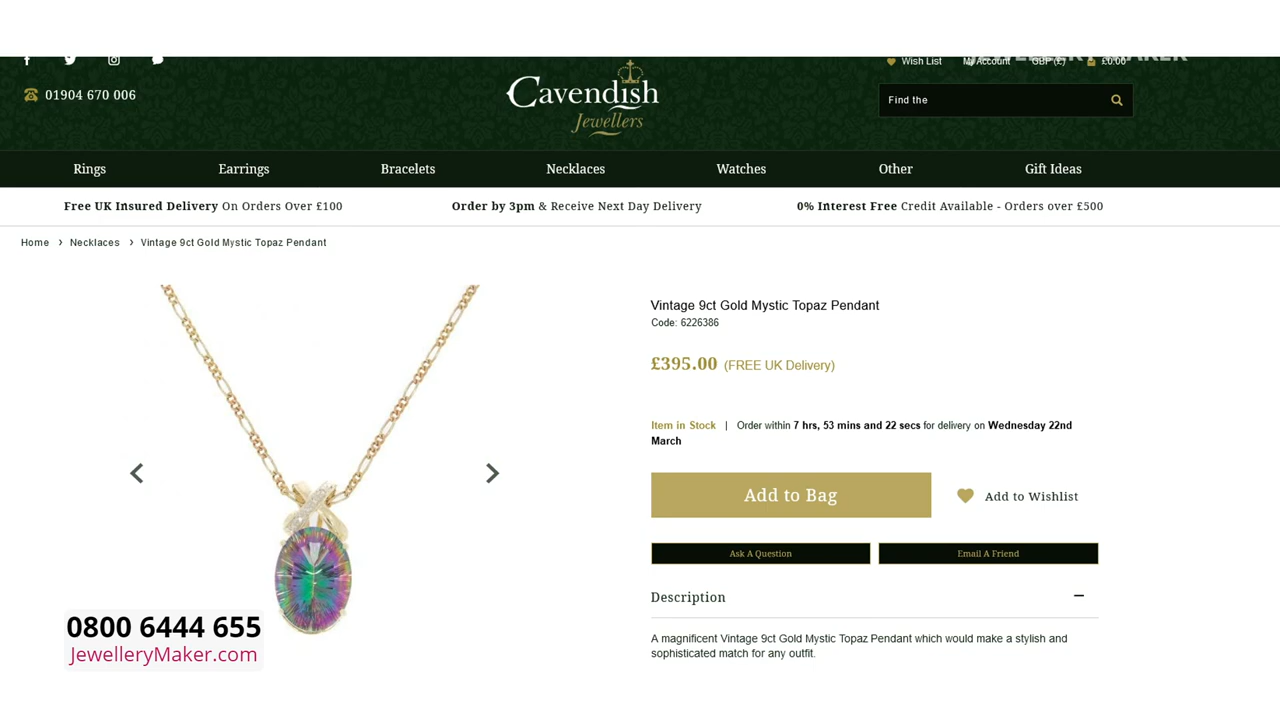 Wish List
My Account
GBP (£)
£0.00
01904 670 006
Cavendish
Jewellers
Find the
Rings
Earrings
Bracelets
Necklaces
Watches
Other
Gift Ideas
Free UK Insured Delivery On Orders Over £100
Order by 3pm & Receive Next Day Delivery
0% Interest Free Credit Available - Orders over £500
Home › Necklaces › Vintage 9ct Gold Mystic Topaz Pendant
Vintage 9ct Gold Mystic Topaz Pendant
Code: 6226386
£395.00 (FREE UK Delivery)
Item in Stock | Order within 7 hrs, 53 mins and 22 secs for delivery on Wednesday 22nd
March
Add to Bag
Add to Wishlist
Ask A Question
Email A Friend
Description
A magnificent Vintage 9ct Gold Mystic Topaz Pendant which would make a stylish and
sophisticated match for any outfit.
0800 6444 655
JewelleryMaker.com